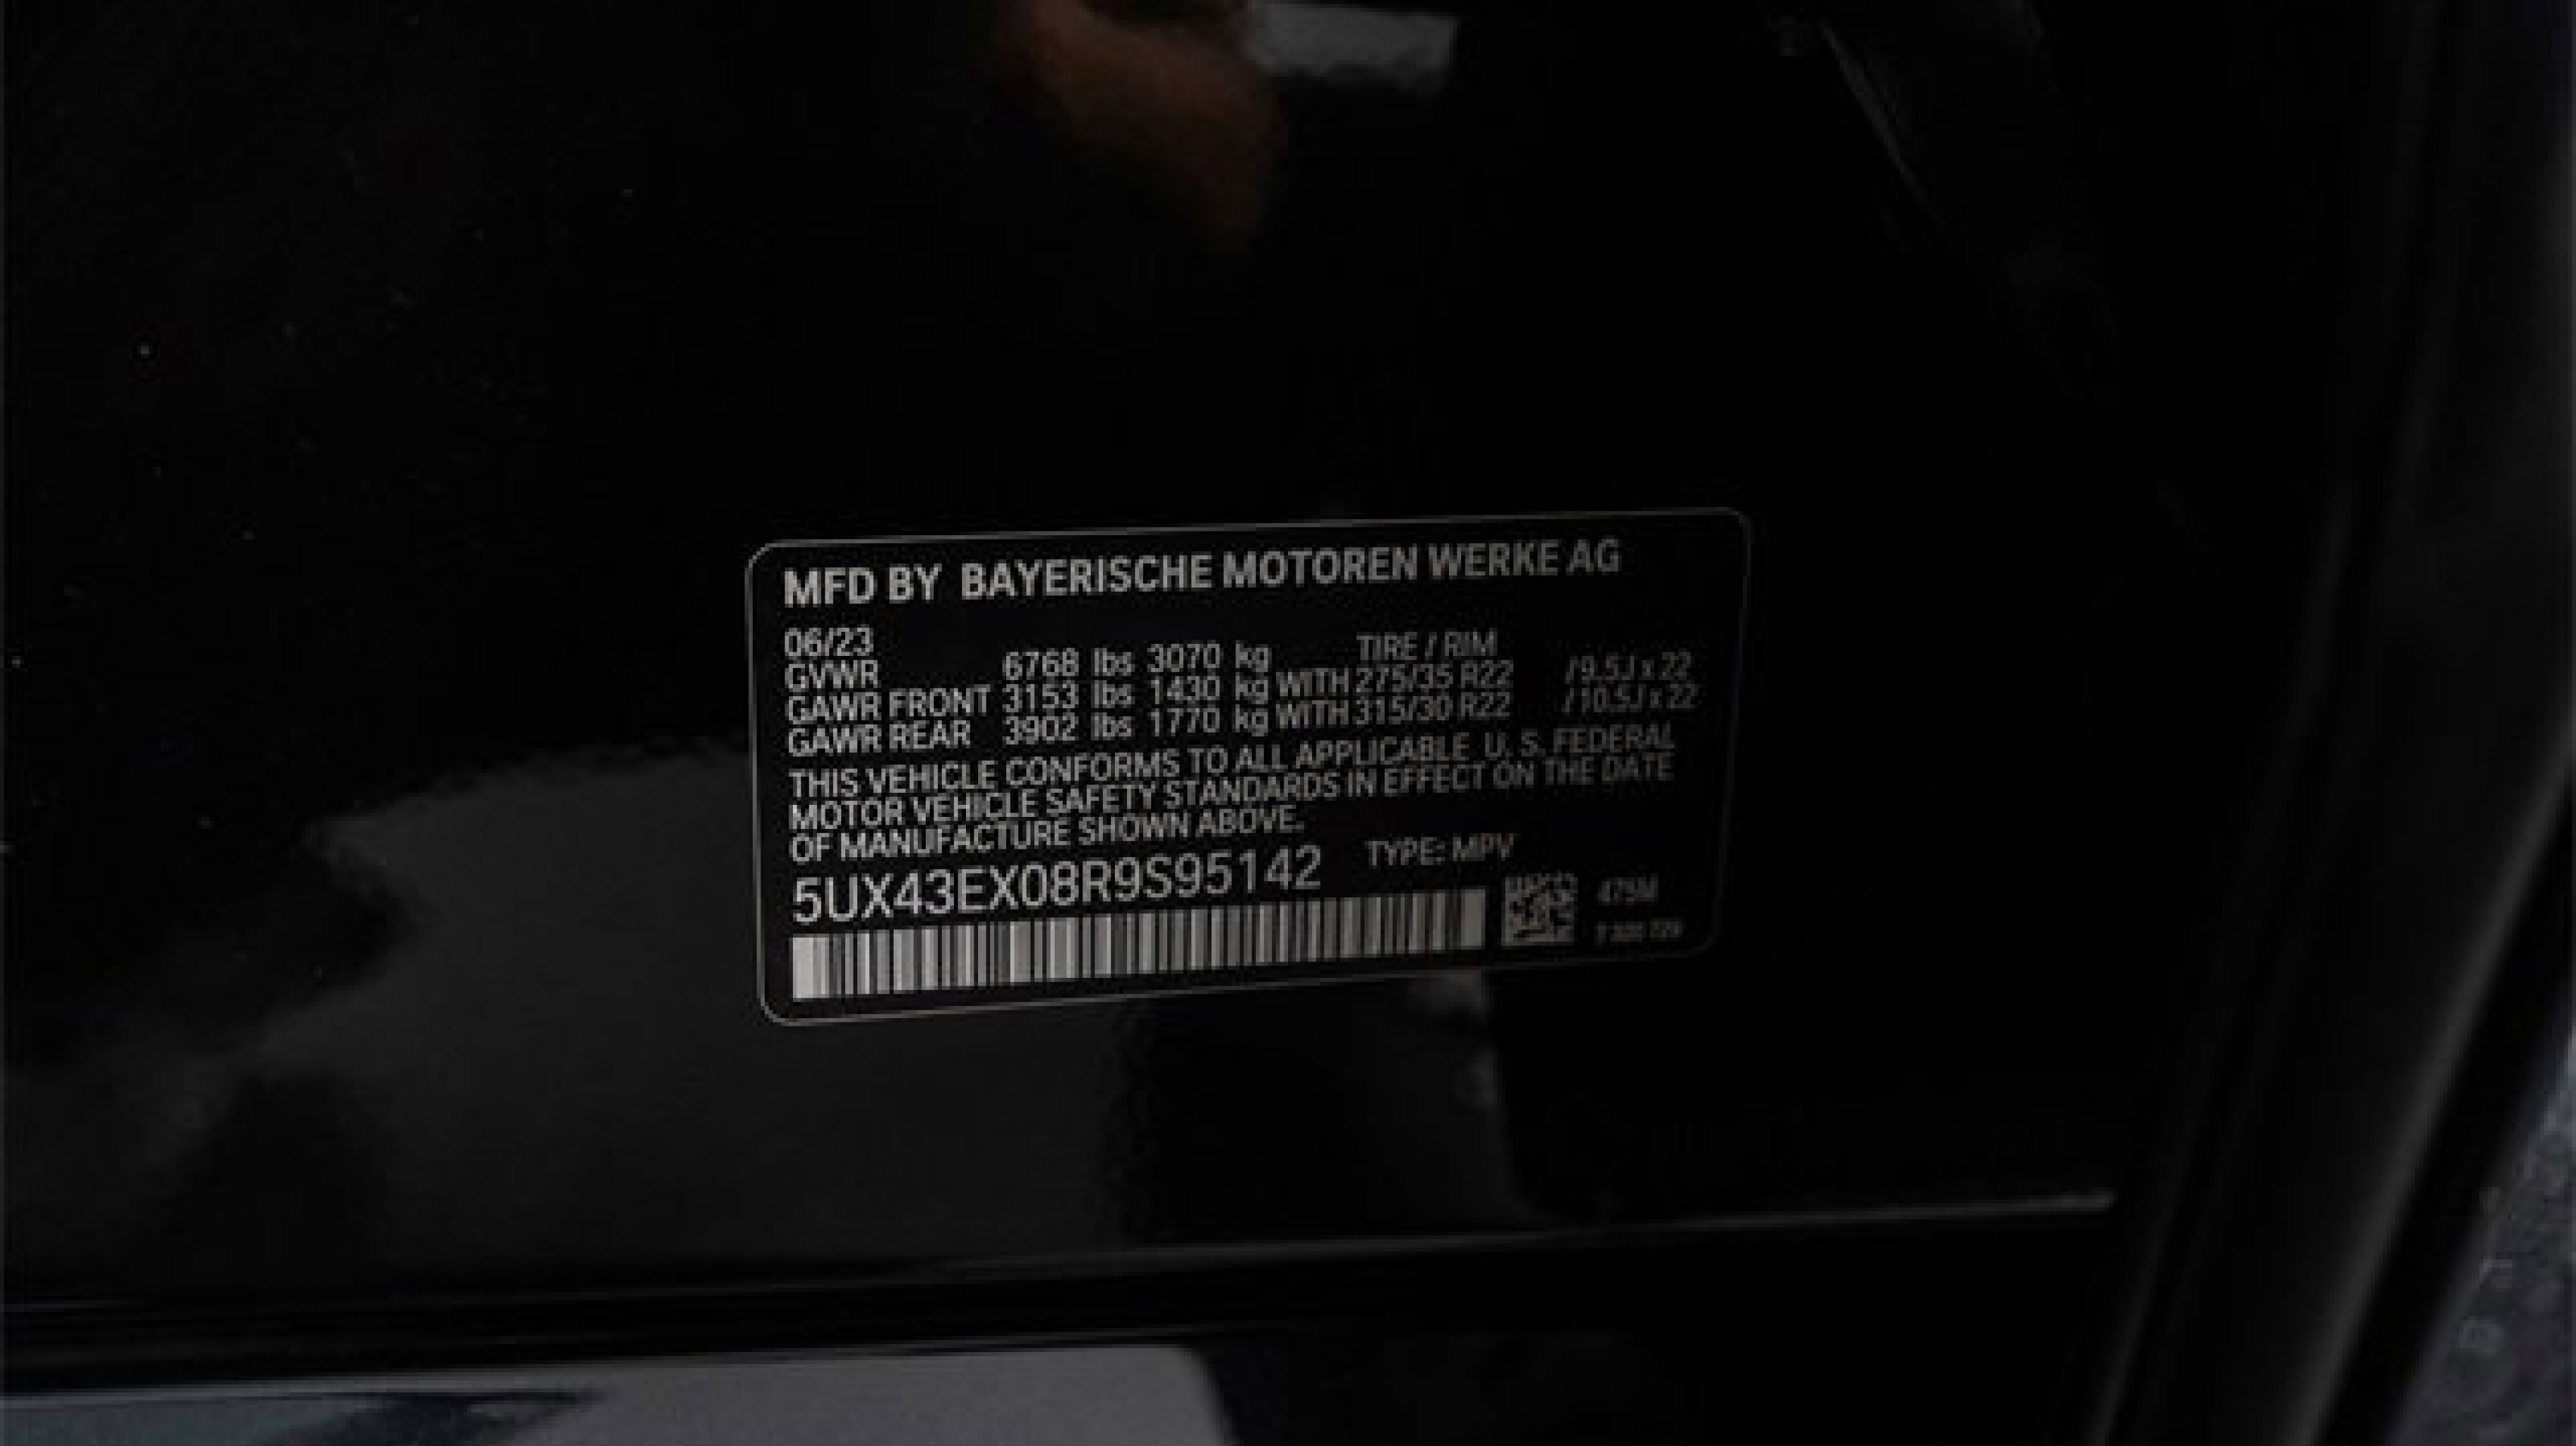 MFD BY BAYERISCHE MOTOREN WERKE AG
06/23 TIRE / RIM
GVWR 6768 lbs 3070 kg
GAWR FRONT 3153 lbs 1430 kg WITH 275/35 R22 / 9.5J x 22
GAWR REAR 3902 lbs 1770 kg WITH 315/30 R22 / 10.5J x 22
THIS VEHICLE CONFORMS TO ALL APPLICABLE U. S. FEDERAL
MOTOR VEHICLE SAFETY STANDARDS IN EFFECT ON THE DATE
OF MANUFACTURE SHOWN ABOVE.
5UX43EX08R9S95142 TYPE: MPV
475M